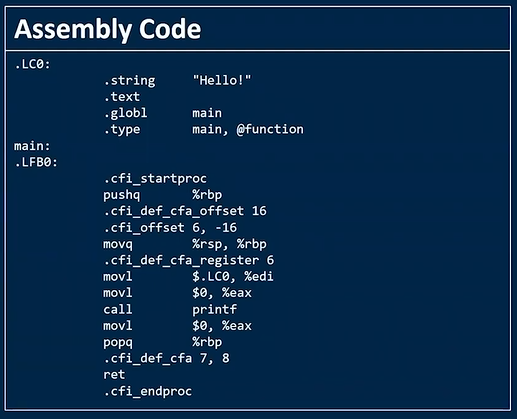 Assembly Code
.LC0:
.string "Hello!"
.text
.globl main
.type main, @function
main:
.LFB0:
.cfi_startproc
pushq %rbp
.cfi_def_cfa_offset 16
.cfi_offset 6, -16
movq %rsp, %rbp
.cfi_def_cfa_register 6
movl $.LC0, %edi
movl $0, %eax
call printf
movl $0, %eax
popq %rbp
.cfi_def_cfa 7, 8
ret
.cfi_endproc